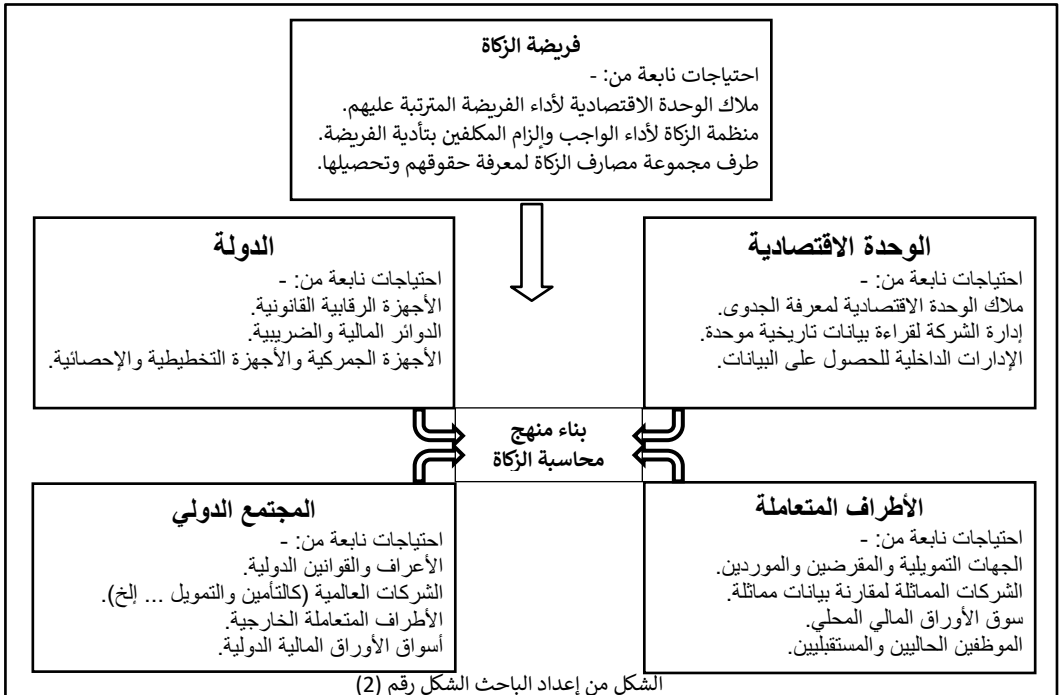 فريضة الزكاة
احتياجات نابعة من: -
ملاك الوحدة الاقتصادية لأداء الفريضة المترتبة عليهم.
منظمة الزكاة لأداء الواجب وإلزام المكلفين بتأدية الفريضة.
طرف مجموعة مصارف الزكاة لمعرفة حقوقهم وتحصيلها.
الوحدة الاقتصادية
احتياجات نابعة من: -
ملاك الوحدة الاقتصادية لمعرفة الجدوى.
إدارة الشركة لقراءة بيانات تاريخية موحدة.
الإدارات الداخلية للحصول على البيانات.
الدولة
احتياجات نابعة من: -
الأجهزة الرقابية القانونية.
الدوائر المالية والضريبية.
الأجهزة الجمركية والأجهزة التخطيطية والإحصائية.
بناء منهج
محاسبة الزكاة
الأطراف المتعاملة
احتياجات نابعة من: -
الجهات التمويلية والمقرضين والموردين.
الشركات المماثلة لمقارنة بيانات مماثلة.
سوق الأوراق المالي المحلي.
الموظفين الحاليين والمستقبليين.
المجتمع الدولي
احتياجات نابعة من: -
الأعراف والقوانين الدولية.
الشركات العالمية (كالتأمين والتمويل ... إلخ).
الأطراف المتعاملة الخارجية.
أسواق الأوراق المالية الدولية.
الشكل من إعداد الباحث الشكل رقم (2)